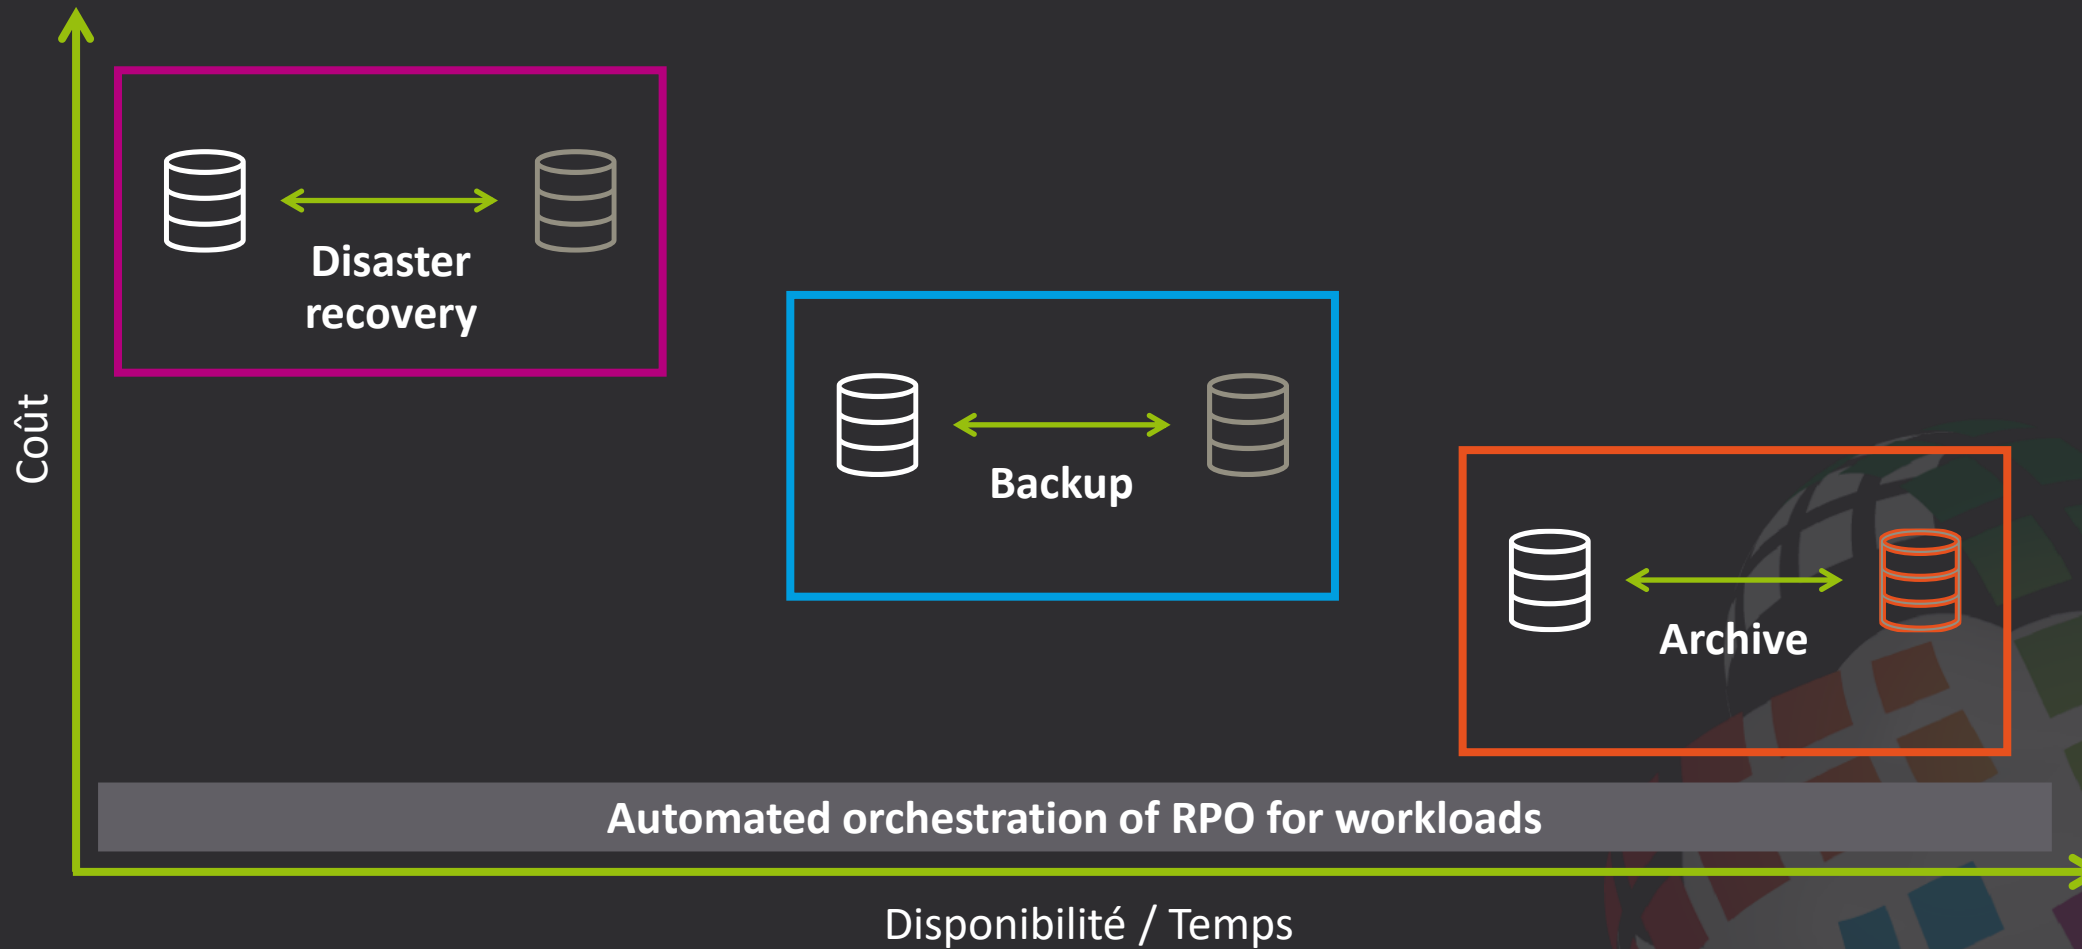 Disaster
recovery
Backup
Coût
Archive
Automated orchestration of RPO for workloads
Disponibilité / Temps